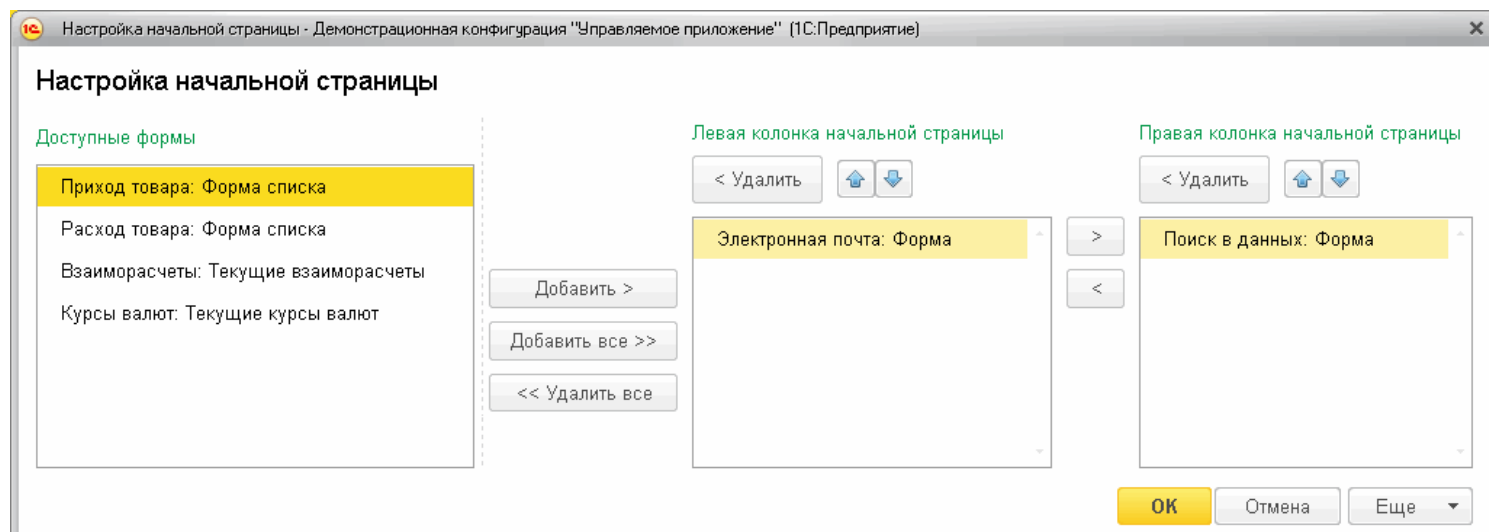 1С Настройка начальной страницы - Демонстрационная конфигурация "Управляемое приложение" (1С:Предприятие)
Настройка начальной страницы
Доступные формы
Приход товара: Форма списка
Расход товара: Форма списка
Взаиморасчеты: Текущие взаиморасчеты
Курсы валют: Текущие курсы валют
Добавить >
Добавить все >>
<< Удалить все
Левая колонка начальной страницы
< Удалить
Электронная почта: Форма
>
<
Правая колонка начальной страницы
< Удалить
Поиск в данных: Форма
ОК
Отмена
Еще